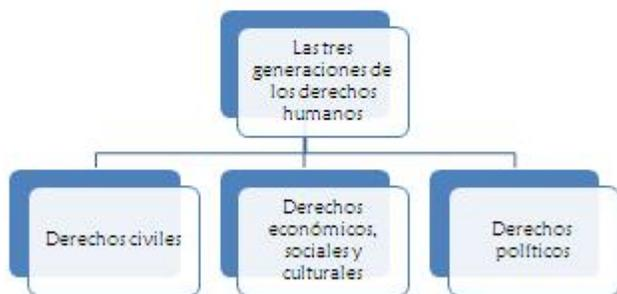 Las tres
generaciones de
los derechos
humanos
Derechos civiles
Derechos
económicos,
sociales y
culturales
Derechos
políticos